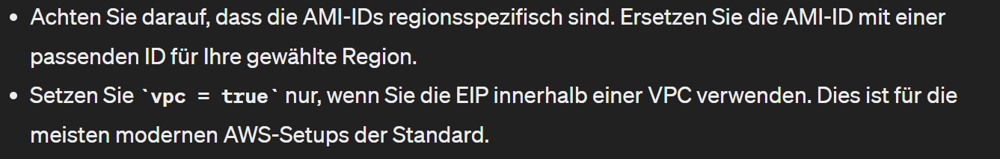 • Achten Sie darauf, dass die AMI-IDs regionsspezifisch sind. Ersetzen Sie die AMI-ID mit einer
passenden ID für Ihre gewählte Region.
• Setzen Sie `vpc = true` nur, wenn Sie die EIP innerhalb einer VPC verwenden. Dies ist für die
meisten modernen AWS-Setups der Standard.